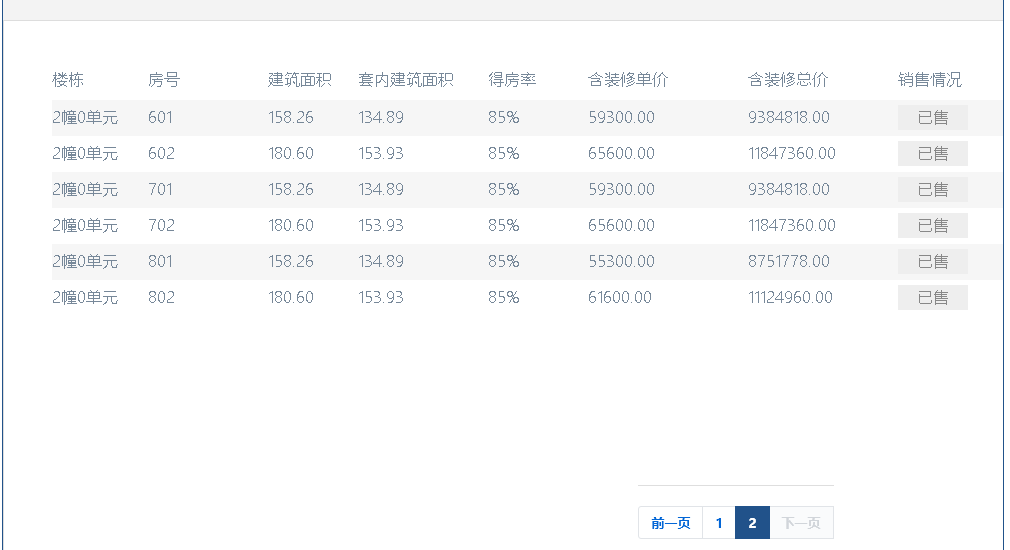 楼栋 房号 建筑面积 套内建筑面积 得房率 含装修单价 含装修总价 销售情况
2幢0单元 601 158.26 134.89 85% 59300.00 9384818.00 已售
2幢0单元 602 180.60 153.93 85% 65600.00 11847360.00 已售
2幢0单元 701 158.26 134.89 85% 59300.00 9384818.00 已售
2幢0单元 702 180.60 153.93 85% 65600.00 11847360.00 已售
2幢0单元 801 158.26 134.89 85% 55300.00 8751778.00 已售
2幢0单元 802 180.60 153.93 85% 61600.00 11124960.00 已售
前一页 1 2 下一页